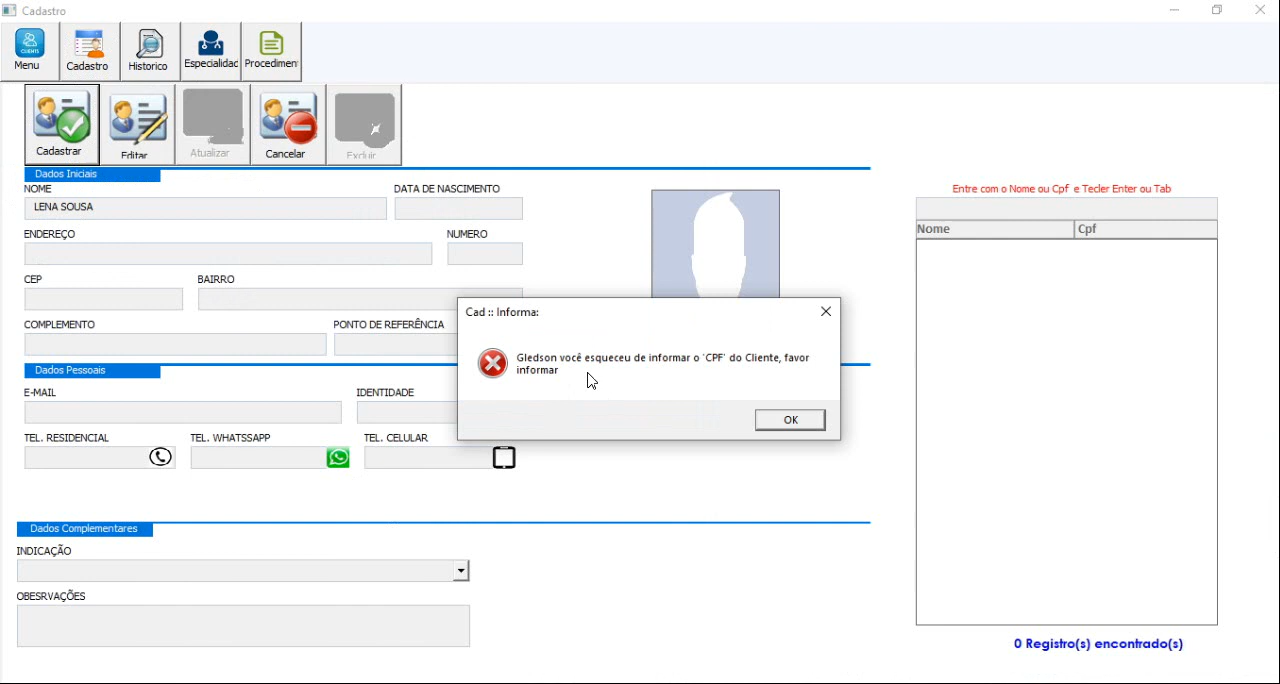 Cadastro
Menu
Cadastro
Historico
Especialidac
Procedimen
Cadastrar
Editar
Atualizar
Cancelar
Excluir
Dados Iniciais
NOME
DATA DE NASCIMENTO
LENA SOUSA
ENDEREÇO
NUMERO
CEP
BAIRRO
COMPLEMENTO
PONTO DE REFERÊNCIA
Dados Pessoais
E-MAIL
IDENTIDADE
TEL. RESIDENCIAL
TEL. WHATSSAPP
TEL. CELULAR
Dados Complementares
INDICAÇÃO
OBESRVAÇÕES
Cad :: Informa:
Gledson você esqueceu de informar o 'CPF' do Cliente, favor
informar
OK
Entre com o Nome ou Cpf e Tecler Enter ou Tab
Nome
Cpf
0 Registro(s) encontrado(s)